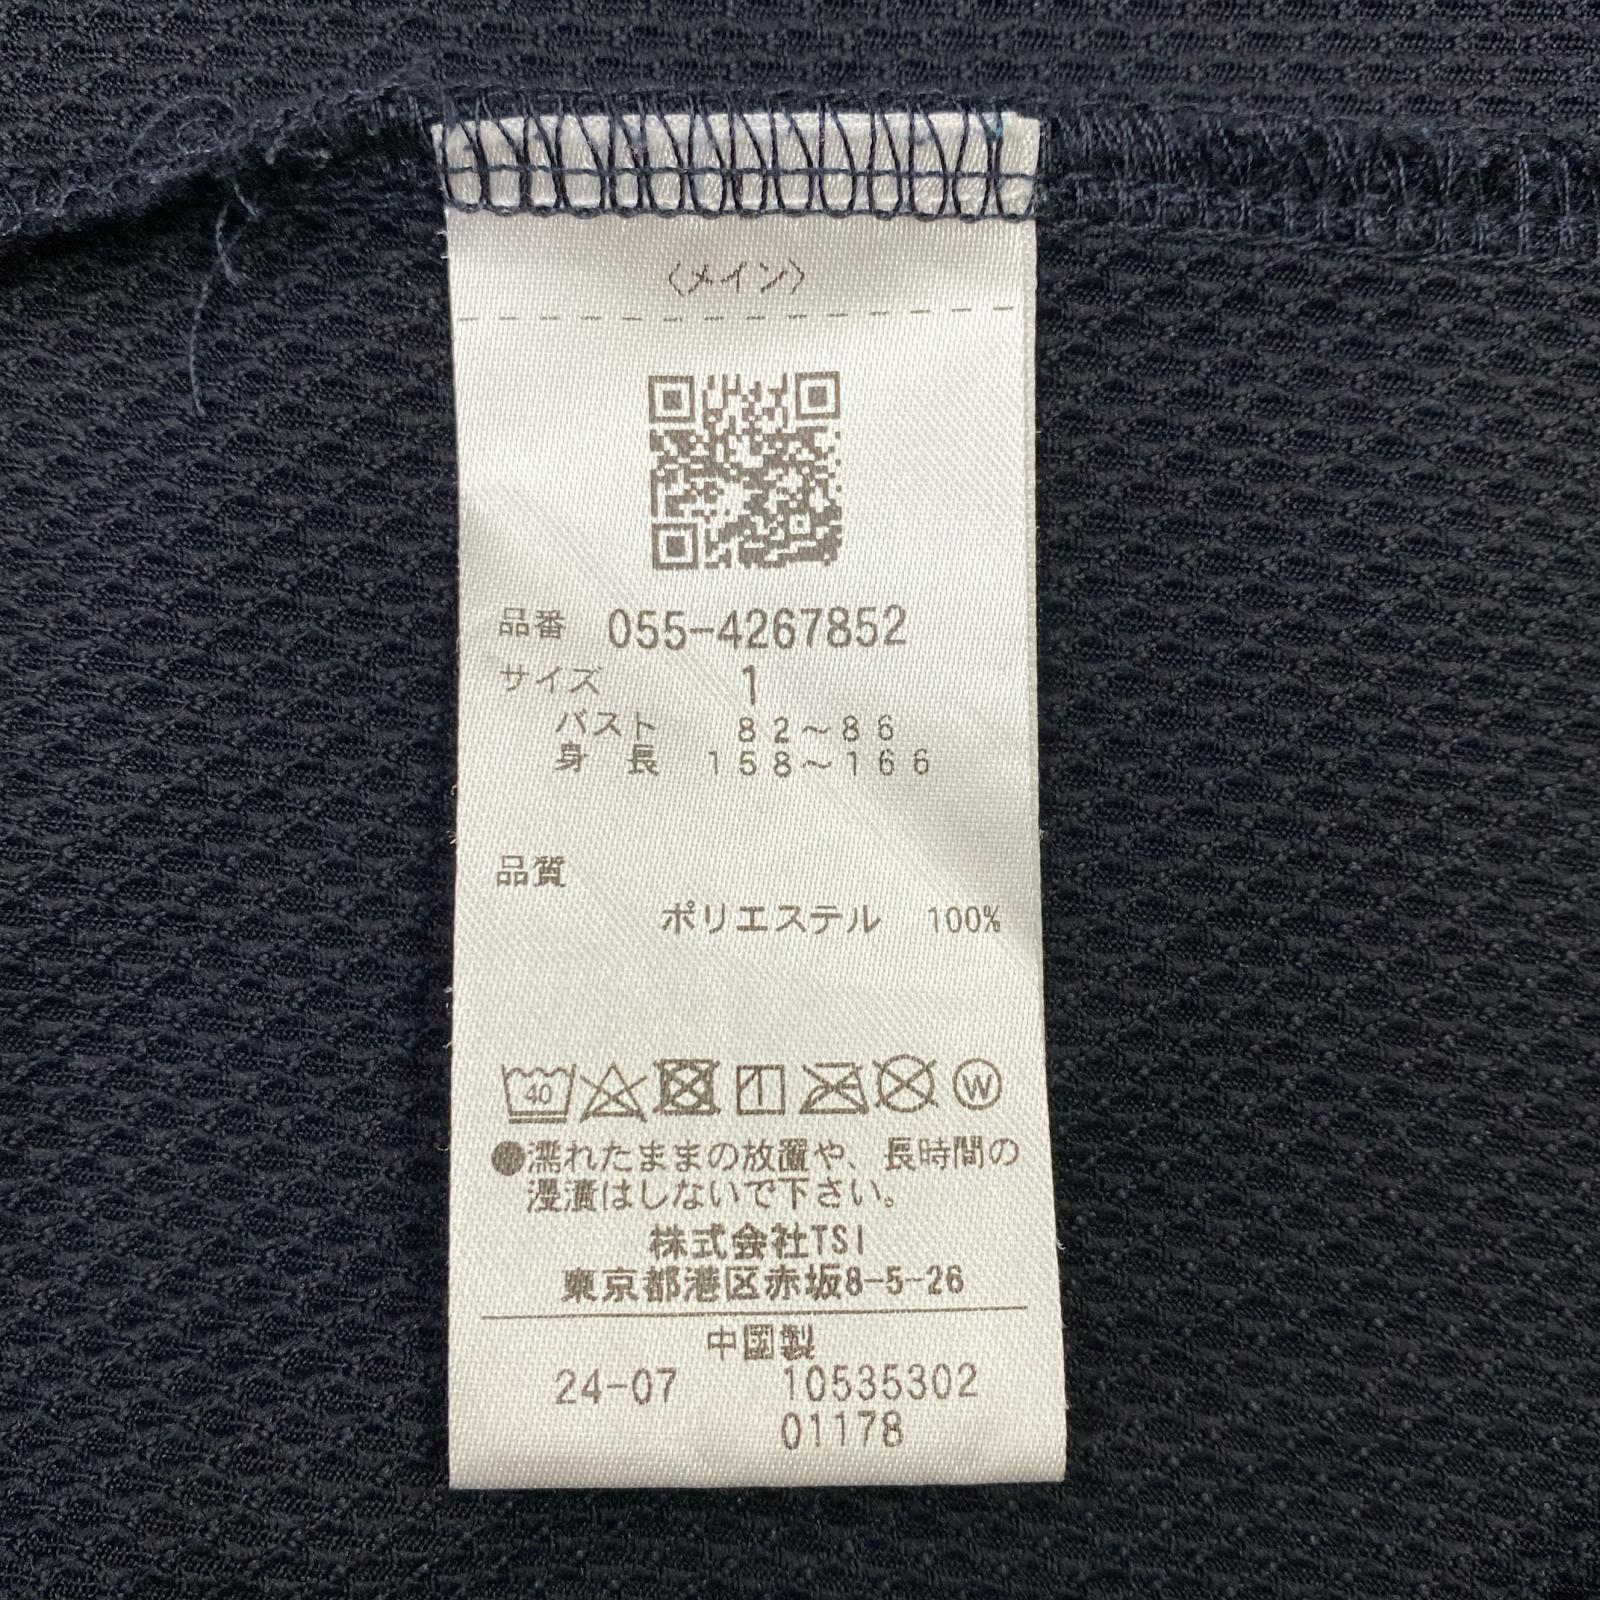 〈メイン〉
品番 055-4267852
サイズ 1
バスト 82～86
身長 158～166
品質
ポリエステル 100%
40 W
●濡れたままの放置や、長時間の
浸漬はしないで下さい。
株式会社TSI
東京都港区赤坂8-5-26
中国製
24-07 10535302
01178